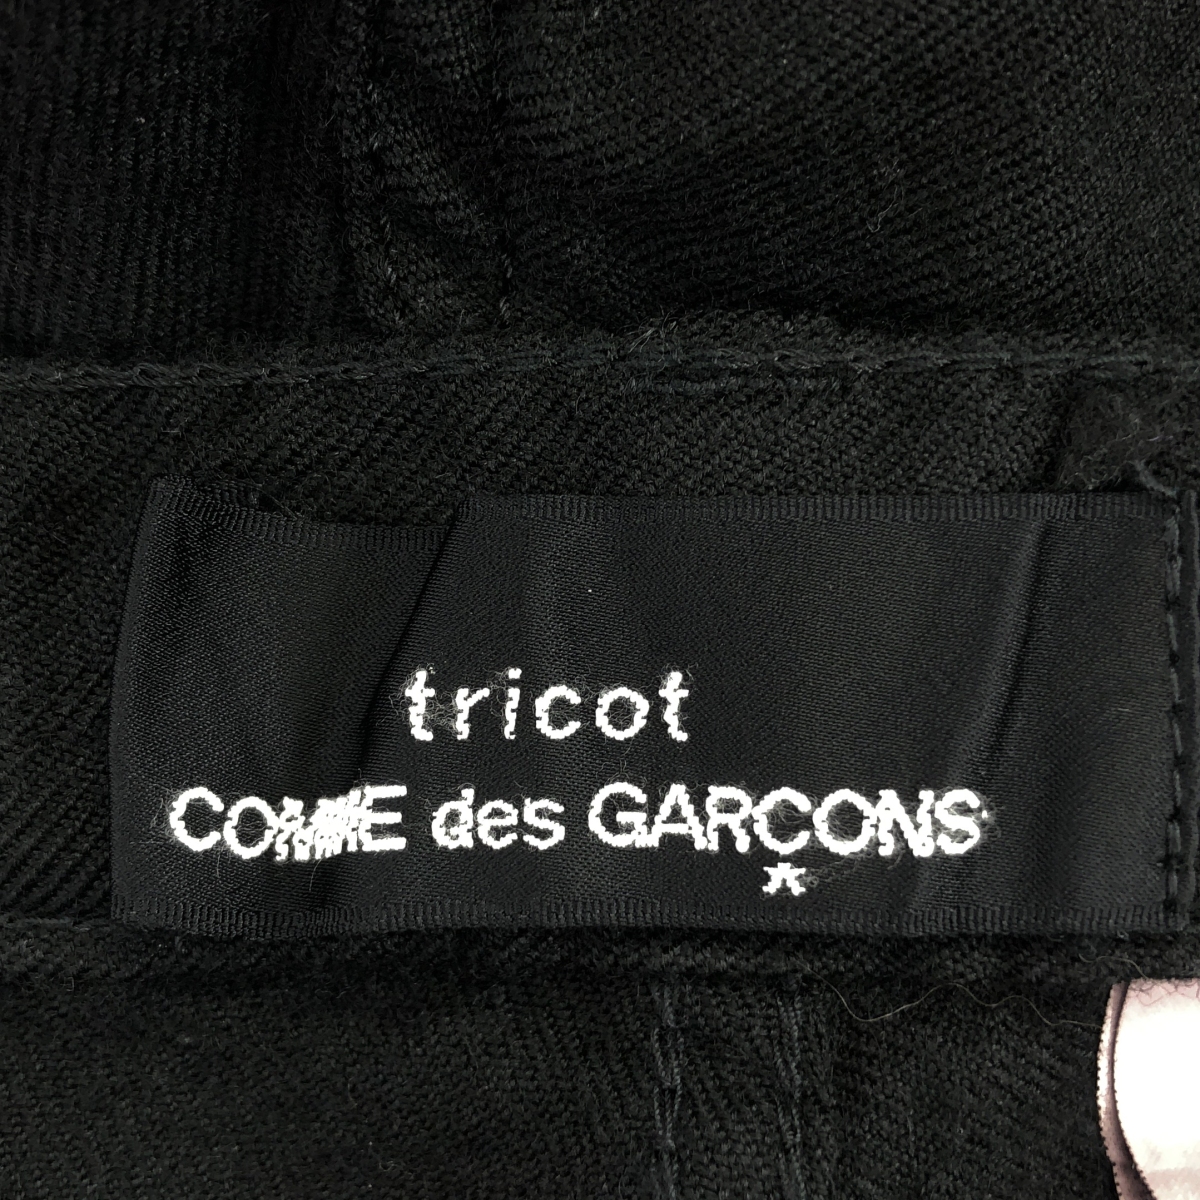 tricot
COMME des GARÇONS
*